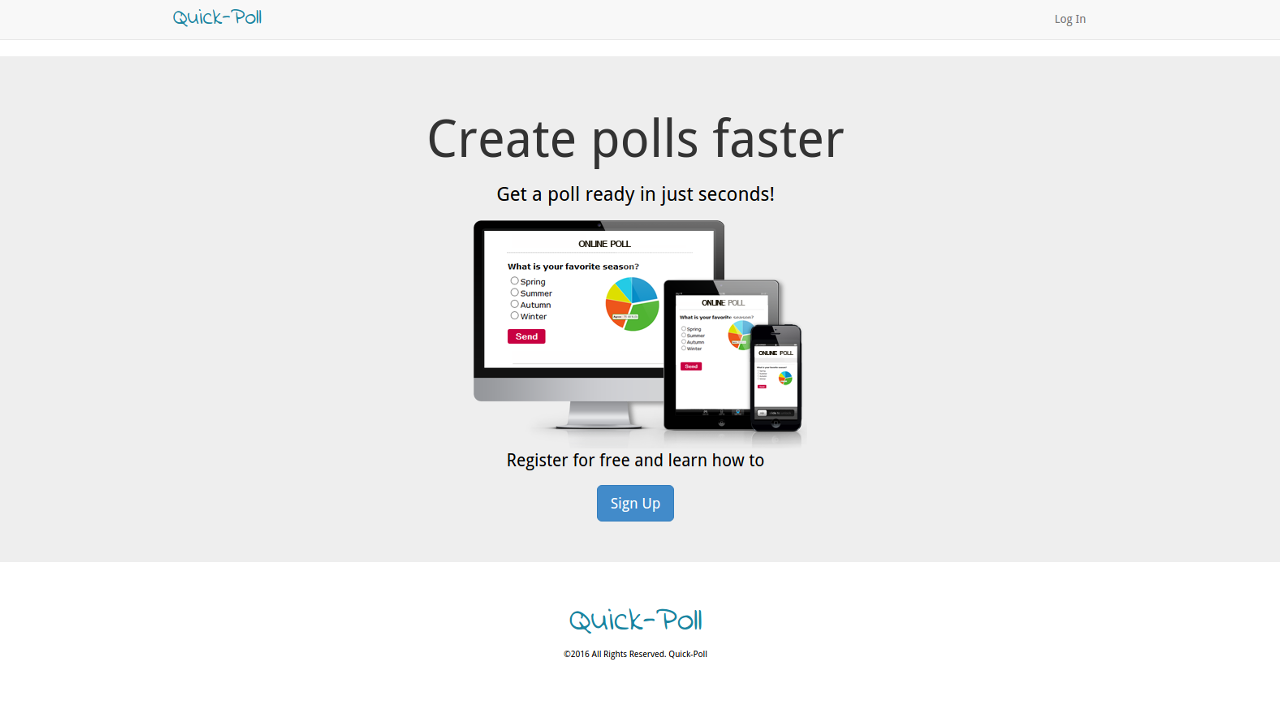 Quick-Poll
Log In
Create polls faster
Get a poll ready in just seconds!
ONLINE POLL
What is your favorite season?
Spring
Summer
Autumn
Winter
Send
ONLINE POLL
What is your favorite season?
Spring
Summer
Autumn
Winter
Send
ONLINE POLL
Register for free and learn how to
Sign Up
Quick-Poll
©2016 All Rights Reserved. Quick-Poll